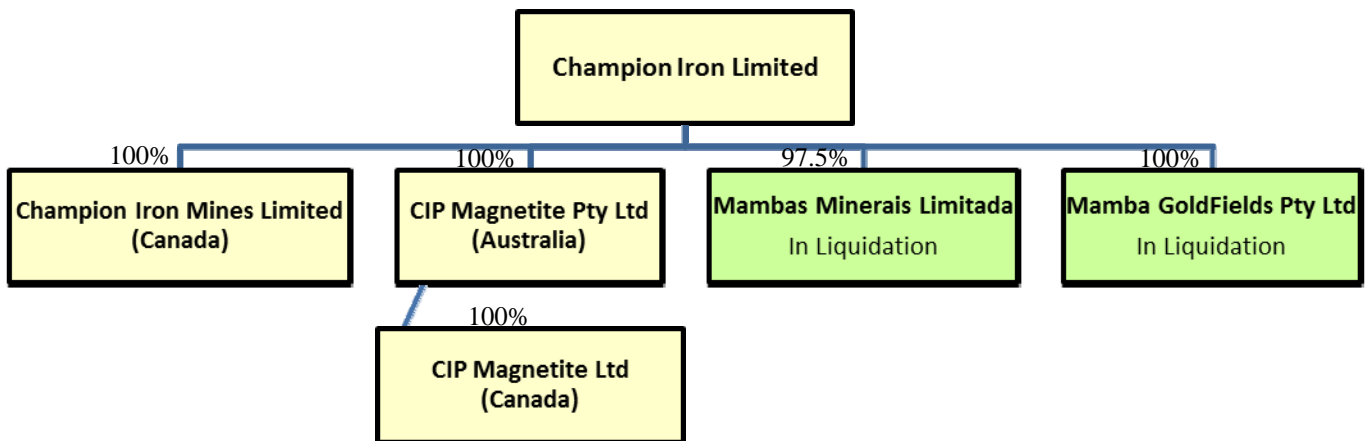 Champion Iron Limited
100%
100%
97.5%
100%
Champion Iron Mines Limited
(Canada)
CIP Magnetite Pty Ltd
(Australia)
Mambas Minerais Limitada
In Liquidation
Mamba GoldFields Pty Ltd
In Liquidation
100%
CIP Magnetite Ltd
(Canada)